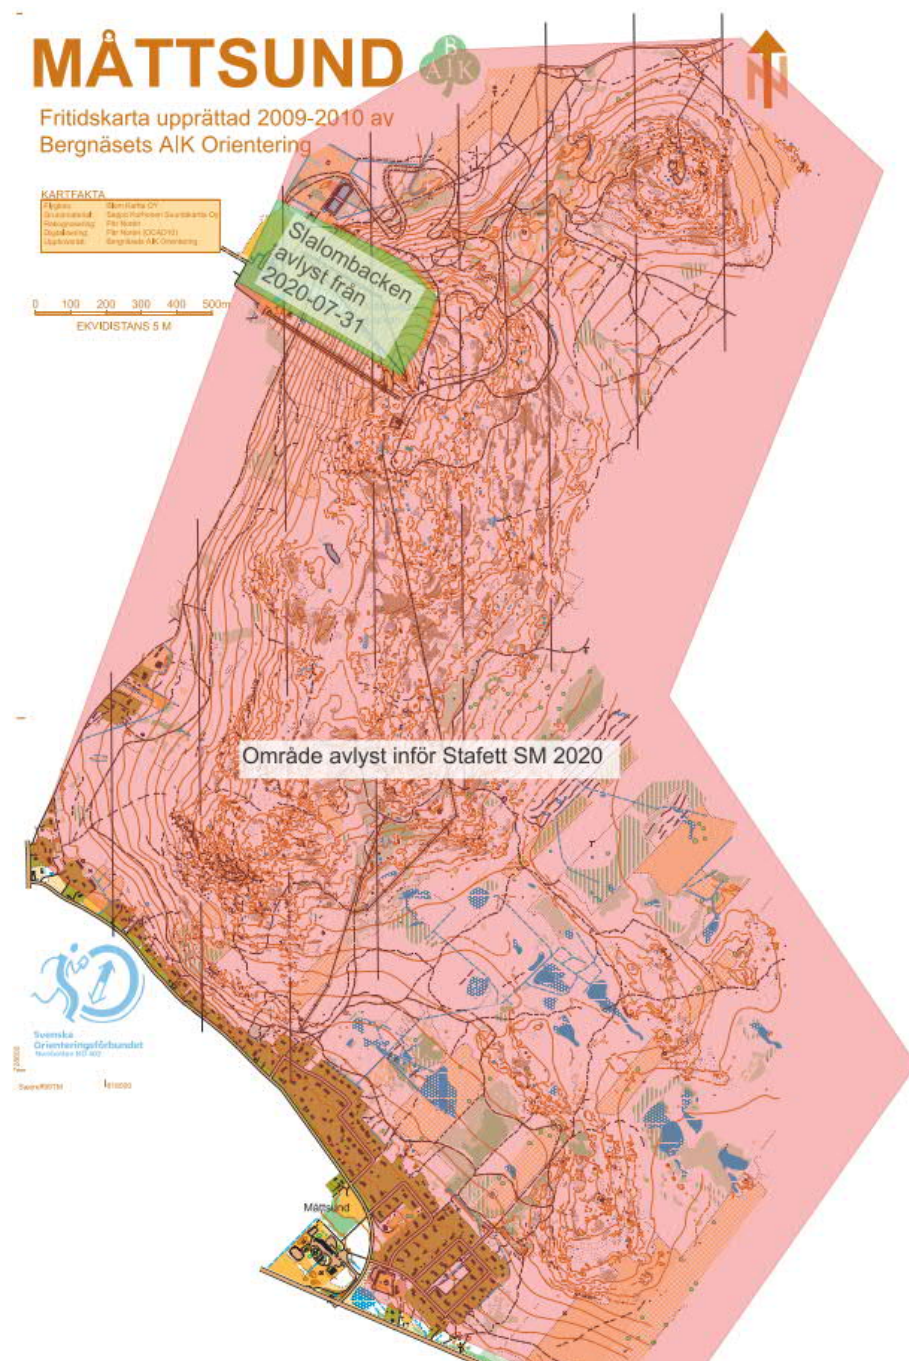 MÅTTSUND
BAIK
Fritidskarta upprättad 2009-2010 av
Bergnäsets AIK Orientering
N
KARTFAKTA
Slalombacken
avlyst från
2020-07-31
0 100 200 300 400 500m
EKVIDISTANS 5 M
Område avlyst inför Stafett SM 2020
Svenska
Orienteringsförbundet
Måttsund